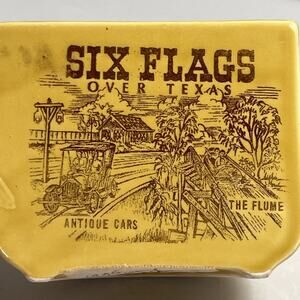 SIX FLAGS
OVER TEXAS
THE FLUME
ANTIQUE CARS